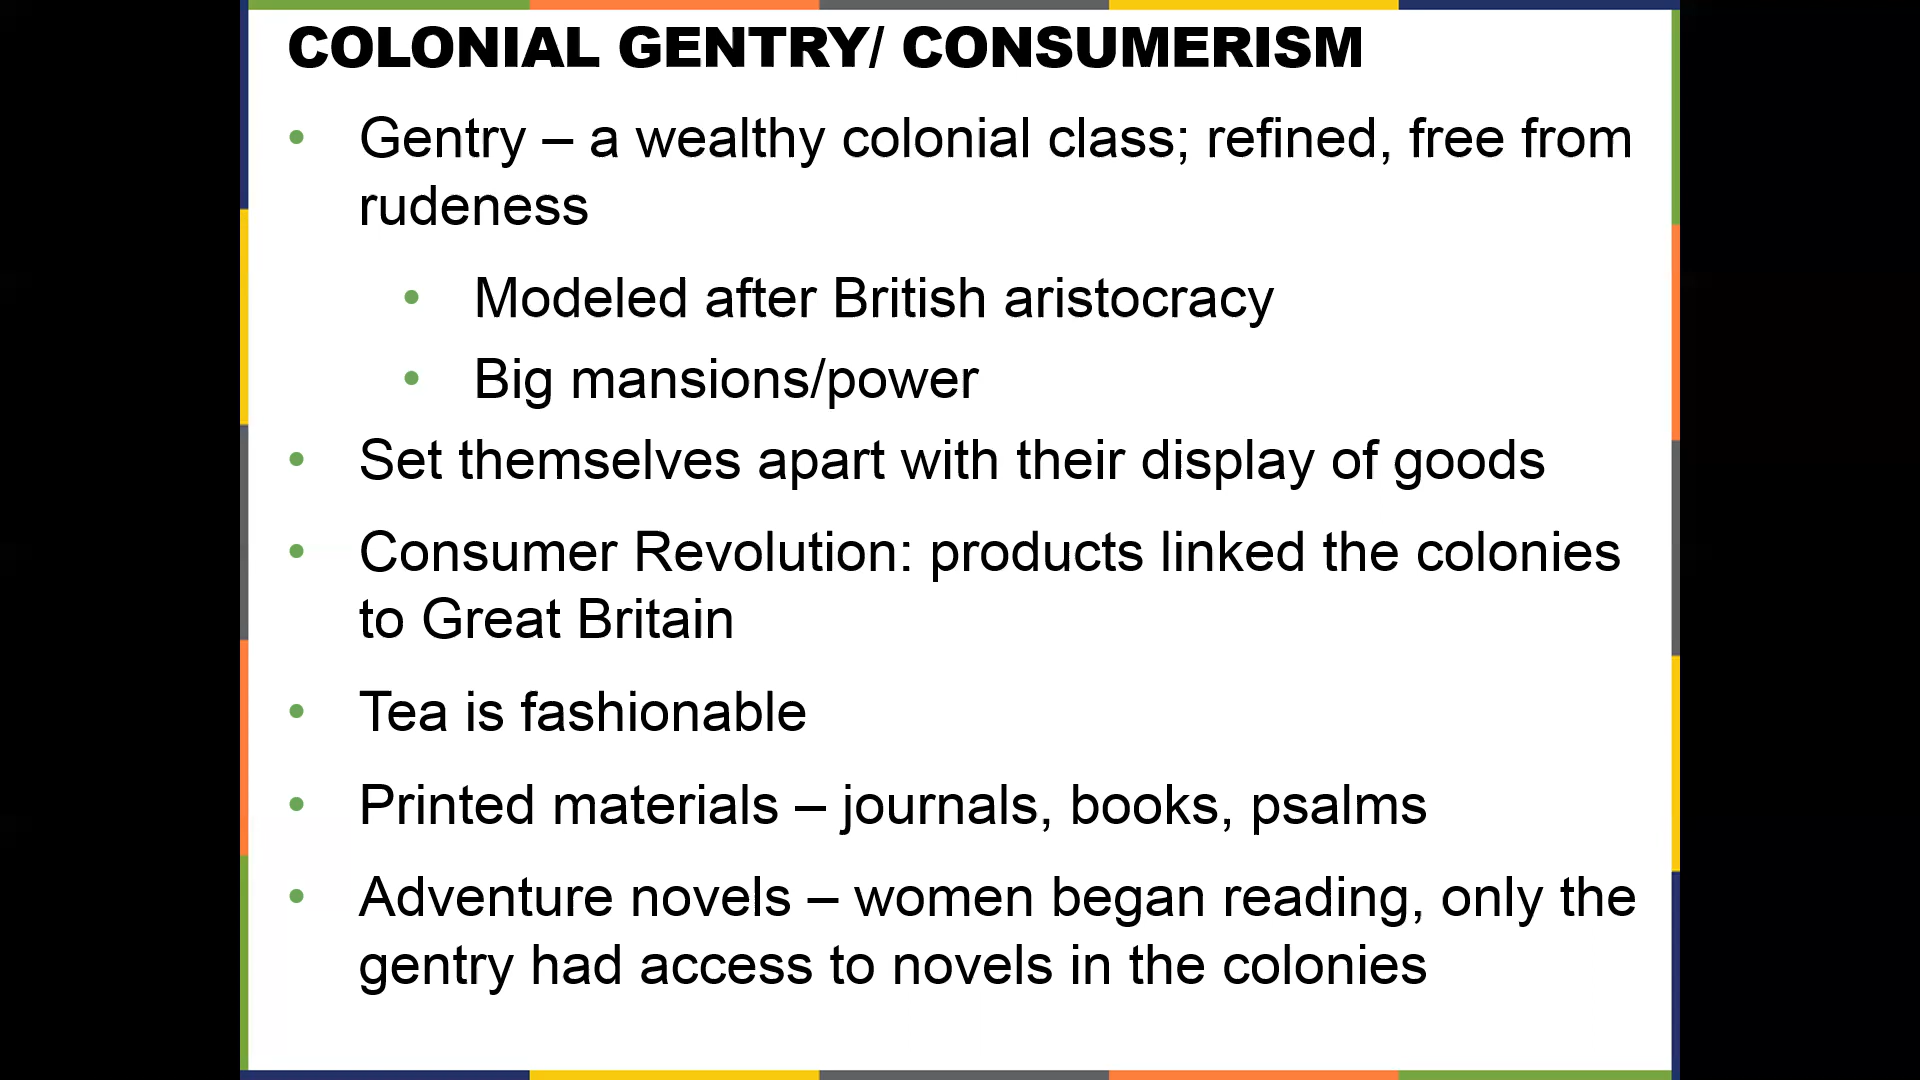 COLONIAL GENTRY/ CONSUMERISM
• Gentry – a wealthy colonial class; refined, free from
rudeness
• Modeled after British aristocracy
• Big mansions/power
• Set themselves apart with their display of goods
• Consumer Revolution: products linked the colonies
to Great Britain
• Tea is fashionable
• Printed materials – journals, books, psalms
• Adventure novels – women began reading, only the
gentry had access to novels in the colonies